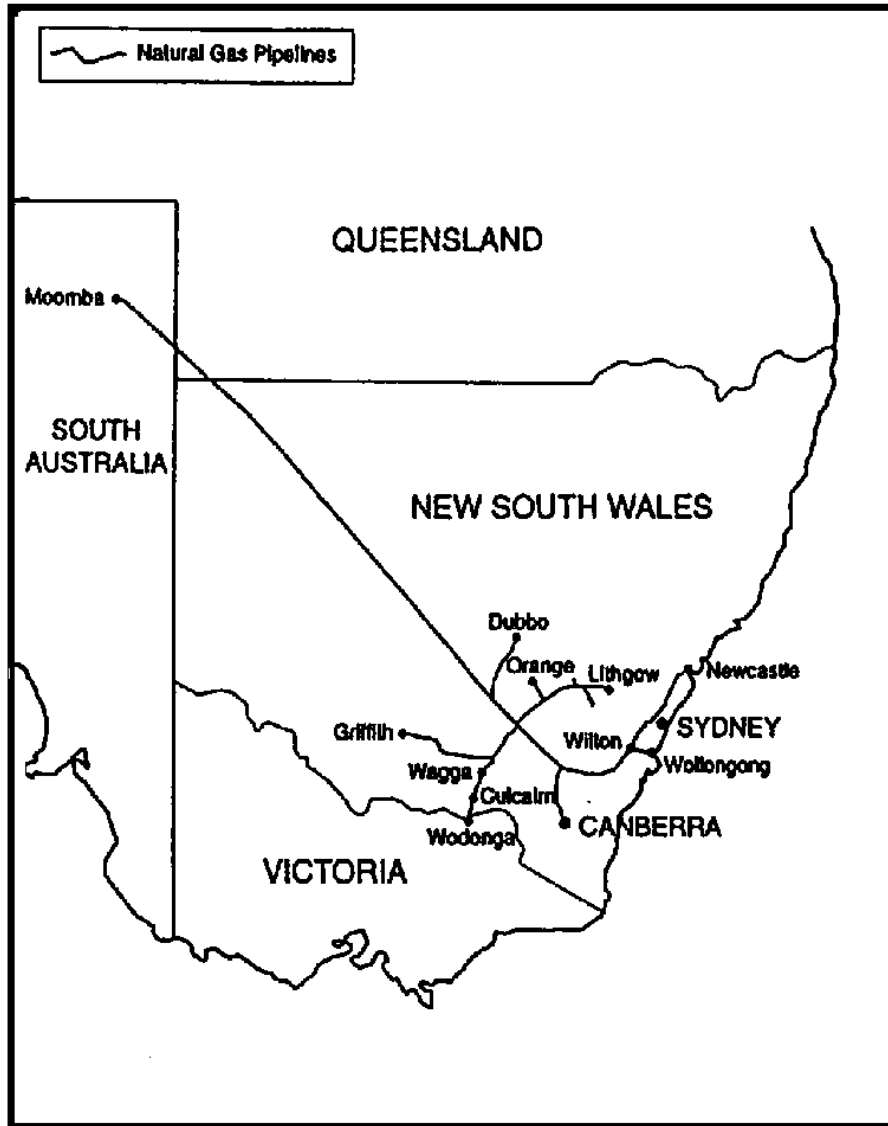 Natural Gas Pipelines
QUEENSLAND
Moomba
SOUTH
AUSTRALIA
NEW SOUTH WALES
Dubbo
Orange
Lithgow
Newcastle
Griffith
SYDNEY
Wilton
Wollongong
Wagga
Culcairn
CANBERRA
Wodonga
VICTORIA